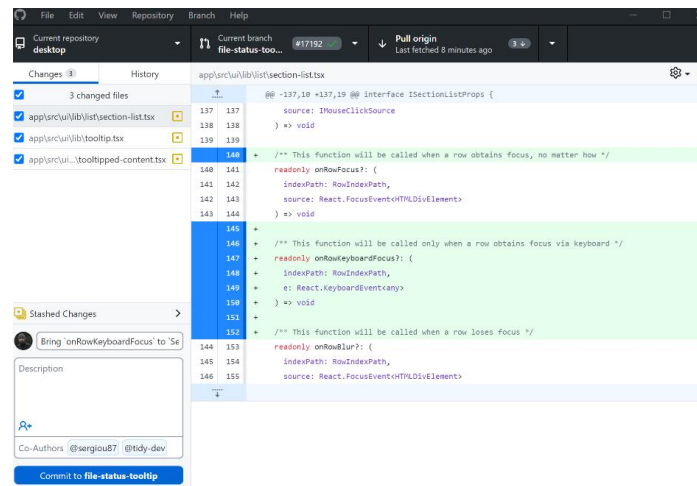 File Edit View Repository Branch Help
Current repository
desktop
Current branch
file-status-too...
#17192
Pull origin
Last fetched 8 minutes ago
3
Changes 3 History
3 changed files
app\src\ui\lib\list\section-list.tsx
app\src\ui\lib\tooltip.tsx
app\src\ui...\tooltipped-content.tsx
Stashed Changes
Bring `onRowKeyboardFocus` to `Se
Description
Co-Authors @sergiou87 @tidy-dev
Commit to file-status-tooltip
app\src\ui\lib\list\section-list.tsx
@@ -137,10 +137,19 @@ interface ISectionListProps {
137 137 source: IMouseClickSource
138 138 ) => void
139 139
140 + /** This function will be called when a row obtains focus, no matter how */
140 141 readonly onRowFocus?: (
141 142 indexPath: RowIndexPath,
142 143 source: React.FocusEvent<HTMLDivElement>
143 144 ) => void
145 +
146 + /** This function will be called only when a row obtains focus via keyboard */
147 + readonly onRowKeyboardFocus?: (
148 + indexPath: RowIndexPath,
149 + e: React.KeyboardEvent<any>
150 + ) => void
151 +
152 + /** This function will be called when a row loses focus */
144 153 readonly onRowBlur?: (
145 154 indexPath: RowIndexPath,
146 155 source: React.FocusEvent<HTMLDivElement>